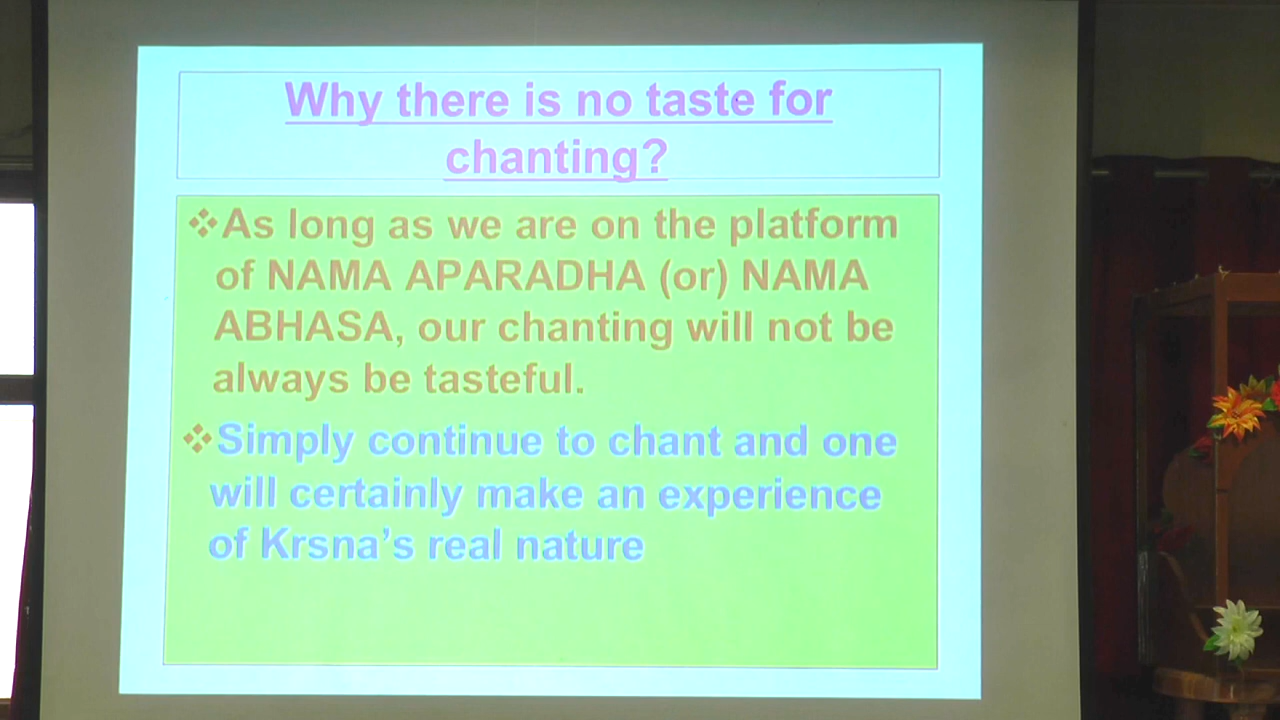 Why there is no taste for
chanting?
❖As long as we are on the platform
of NAMA APARADHA (or) NAMA
ABHASA, our chanting will not be
always be tasteful.
❖Simply continue to chant and one
will certainly make an experience
of Krsna's real nature